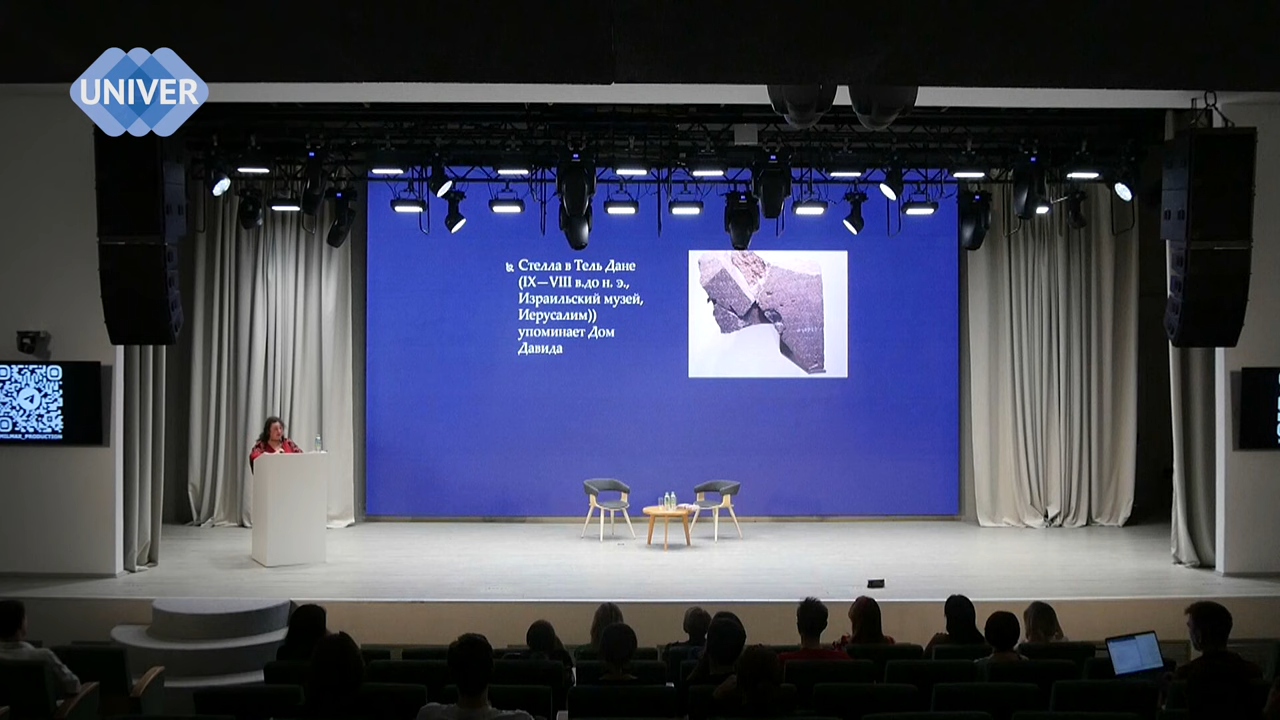 UNIVER
Стелла в Тель Дане
(IX—VIII в.до н. э.,
Израильский музей,
Иерусалим))
упоминает Дом
Давида